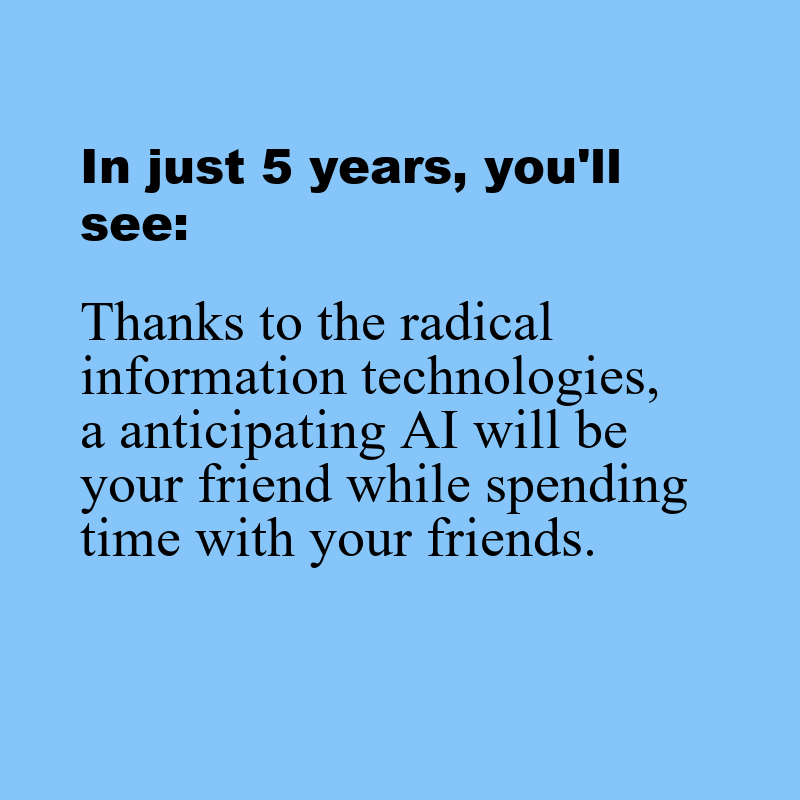 In just 5 years, you'll
see:
Thanks to the radical
information technologies,
a anticipating AI will be
your friend while spending
time with your friends.